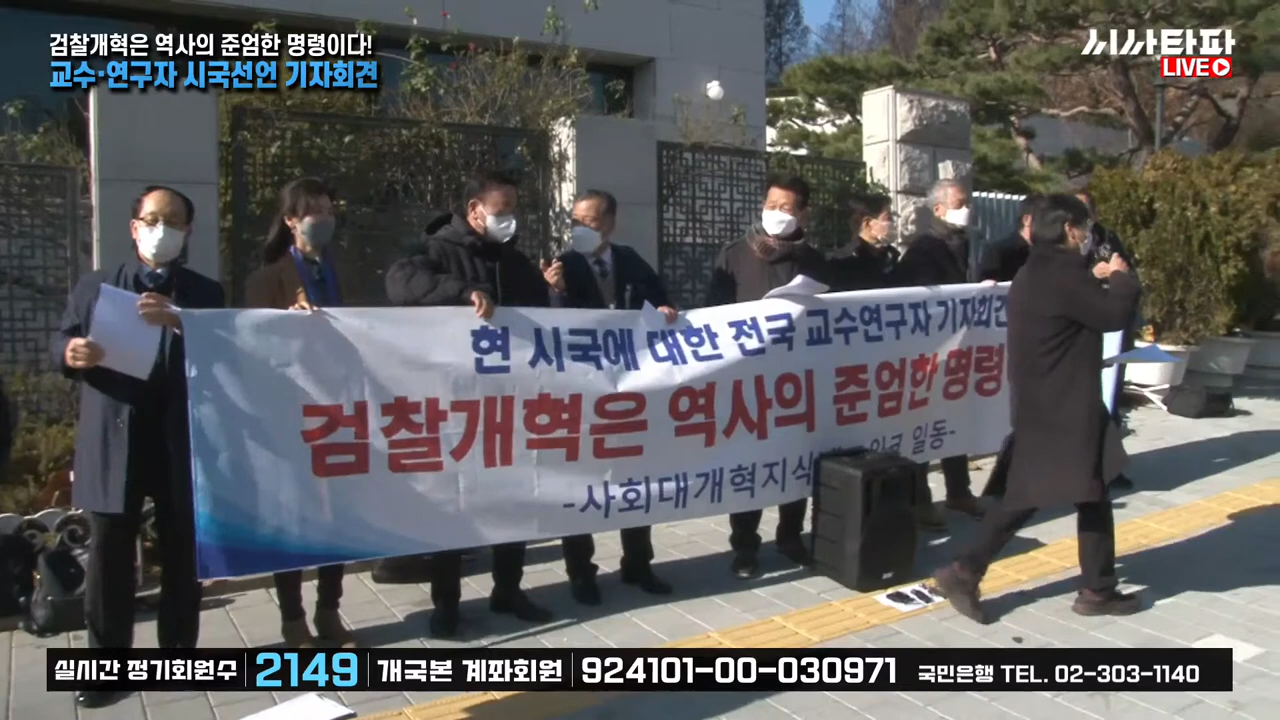 검찰개혁은 역사의 준엄한 명령이다!
교수·연구자 시국선언 기자회견
씨싸타파
LIVE
현 시국에 대한 전국 교수연구자 기자회견
검찰개혁은 역사의 준엄한 명령
-사회대개혁지식 일동-
실시간 정기회원수 2149 개국본 계좌회원 924101-00-030971 국민은행 TEL. 02-303-1140